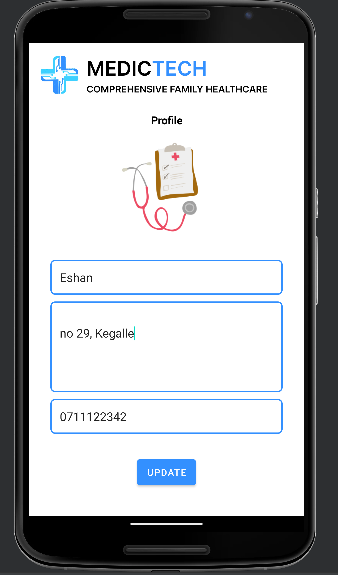 MEDICTECH
COMPREHENSIVE FAMILY HEALTHCARE
Profile
Eshan
no 29, Kegalle
0711122342
UPDATE